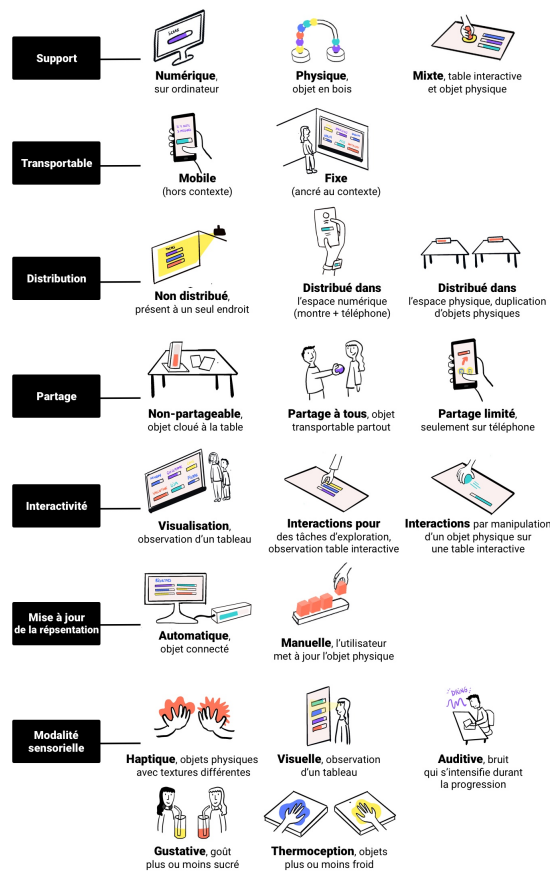 Support
Numérique,
sur ordinateur
Physique,
objet en bois
Mixte, table interactive
et objet physique
Transportable
Mobile
(hors contexte)
Fixe
(ancré au contexte)
Distribution
Non distribué,
présent à un seul endroit
Distribué dans
l'espace numérique
(montre + téléphone)
Distribué dans
l'espace physique, duplication
d'objets physiques
Partage
Non-partageable,
objet cloué à la table
Partage à tous, objet
transportable partout
Partage limité,
seulement sur téléphone
Interactivité
Visualisation,
observation d'un tableau
Interactions pour
des tâches d'exploration,
observation table interactive
Interactions par manipulation
d'un objet physique sur
une table interactive
Mise à jour
de la répsentation
Automatique,
objet connecté
Manuelle, l'utilisateur
met à jour l'objet physique
Modalité
sensorielle
Haptique, objets physiques
avec textures différentes
Visuelle, observation
d'un tableau
DRING
Auditive, bruit
qui s'intensifie durant
la progression
Gustative, goût
plus ou moins sucré
Thermoception, objets
plus ou moins froid